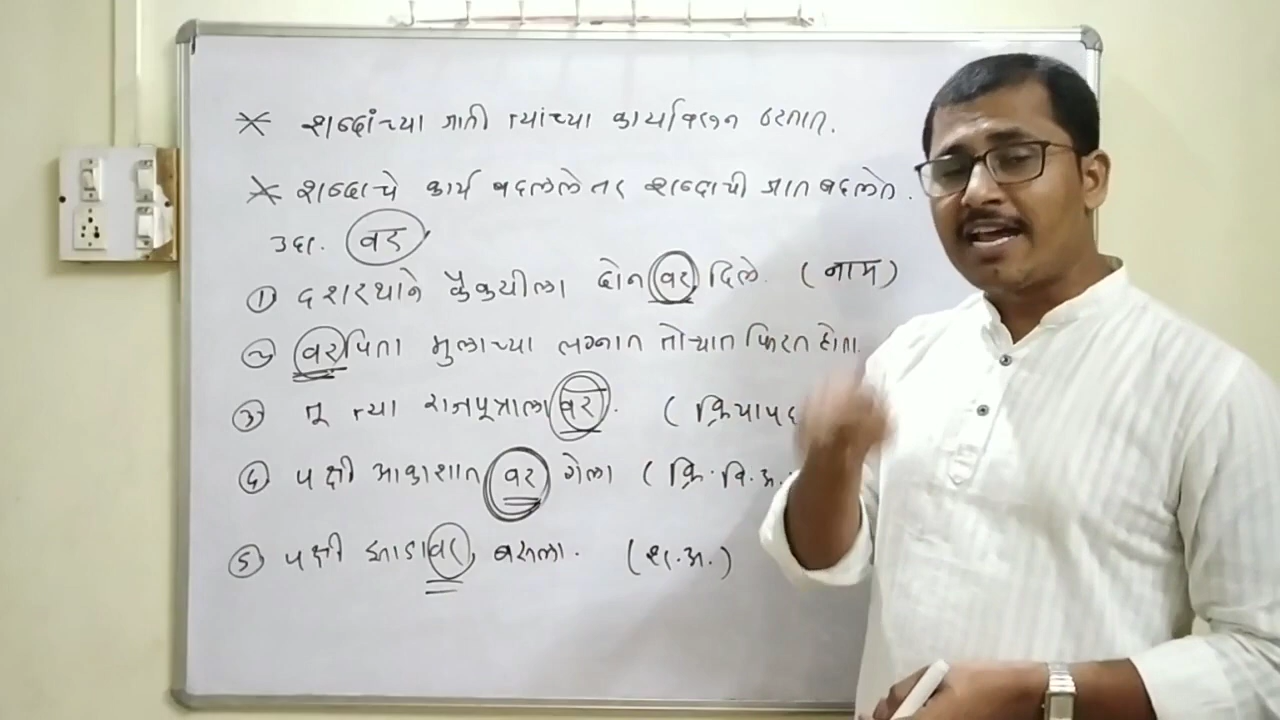 * शब्दांच्या जाती त्यांच्या कार्यावरून ठरतात.
* शब्दाचे कार्य बदलले तर शब्दाची जात बदलते.
उदा. वर
① दशरथाने कैकयीला दोन वर दिले. (नाम)
② वरपिता मुलाच्या लग्नात तोऱ्यात फिरत होता.
③ तू त्या राजपूत्राला वर. (क्रियापद
④ पक्षी आकाशात वर गेला (क्रि.वि.अ.
⑤ पक्षी झाडावर बसला. (श.अ.)